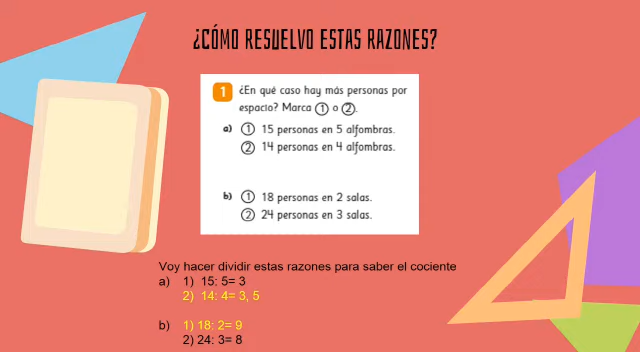 ¿CÓMO RESUELVO ESTAS RAZONES?
1 ¿En qué caso hay más personas por
espacio? Marca ① o ②.
a) ① 15 personas en 5 alfombras.
② 14 personas en 4 alfombras.
b) ① 18 personas en 2 salas.
② 24 personas en 3 salas.
Voy hacer dividir estas razones para saber el cociente
a) 1) 15: 5= 3
2) 14: 4= 3, 5
b) 1) 18: 2= 9
2) 24: 3= 8